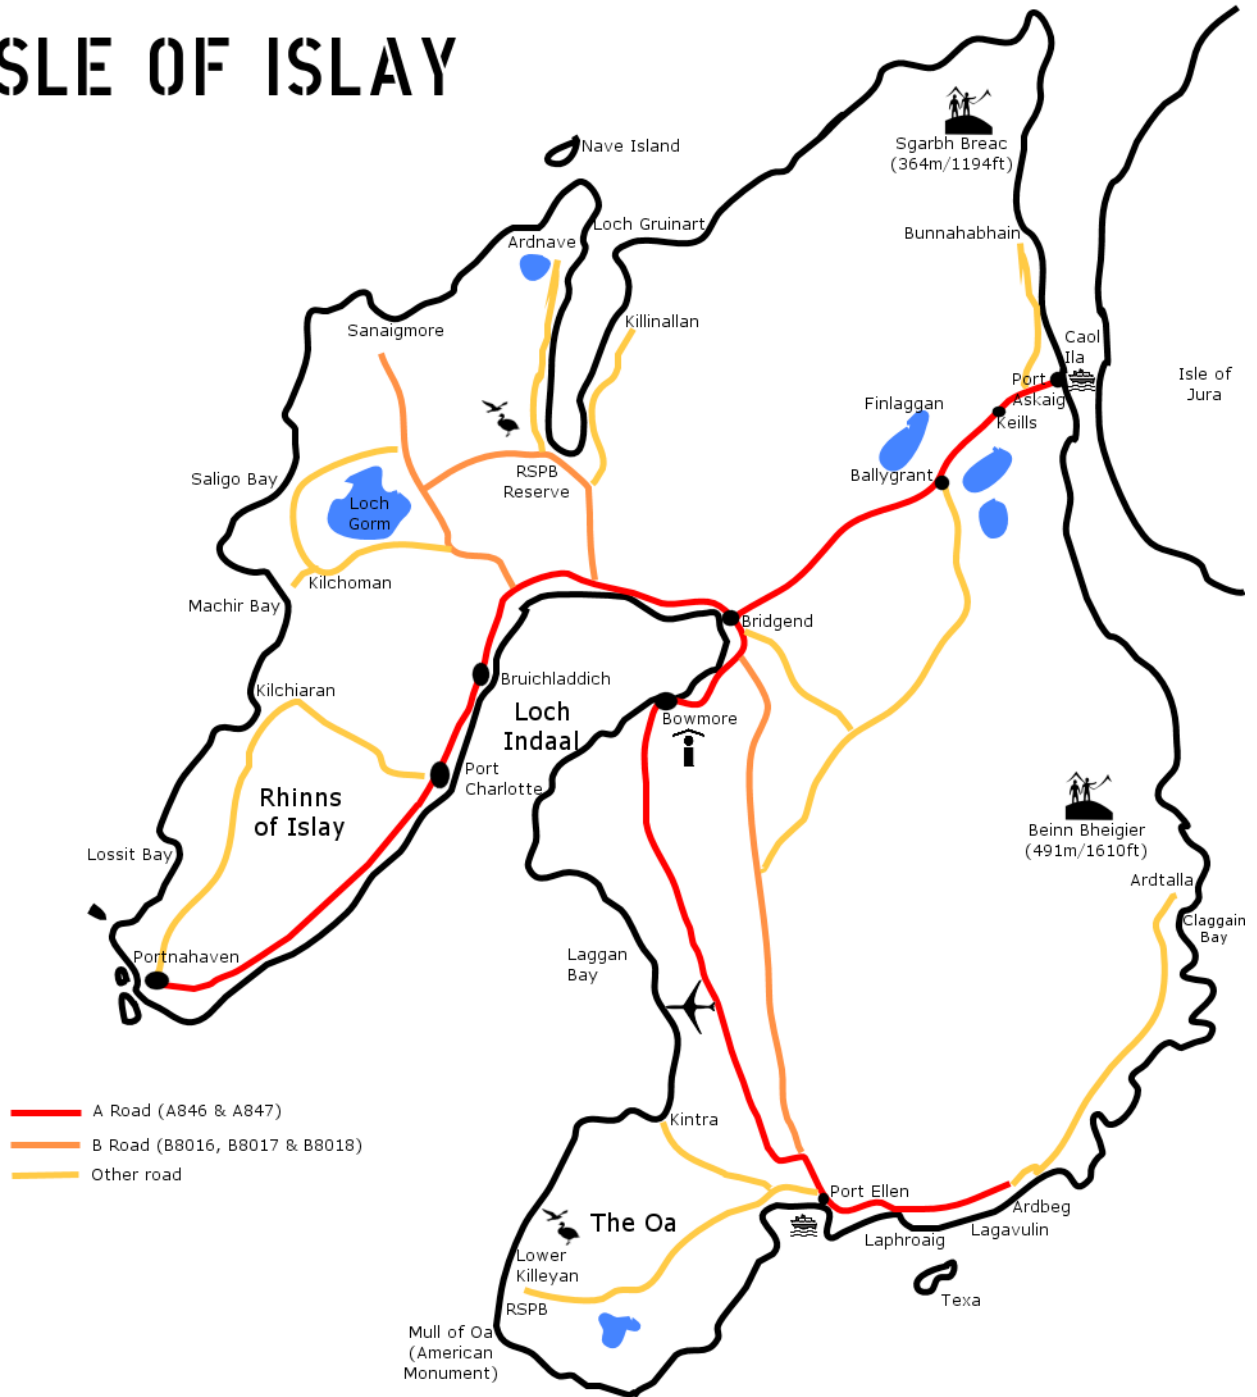 SLE OF ISLAY
Nave Island
Sgarbh Breac
(364m/1194ft)
Loch Gruinart
Ardnave
Bunnahabhain
Killinallan
Sanaigmore
Caol
Ila
Port
Askaig
Isle of
Jura
Finlaggan
Keills
Saligo Bay
RSPB
Reserve
Ballygrant
Loch
Gorm
Kilchoman
Machir Bay
Bridgend
Bruichladdich
Kilchiaran
Loch
Indaal
Bowmore
Port
Charlotte
Rhinns
of Islay
Beinn Bheigier
(491m/1610ft)
Lossit Bay
Ardtalla
Claggain
Bay
Portnahaven
Laggan
Bay
A Road (A846 & A847)
B Road (B8016, B8017 & B8018)
Other road
Kintra
Port Ellen
Ardbeg
Lagavulin
Laphroaig
The Oa
Lower
Killeyan
RSPB
Texa
Mull of Oa
(American
Monument)